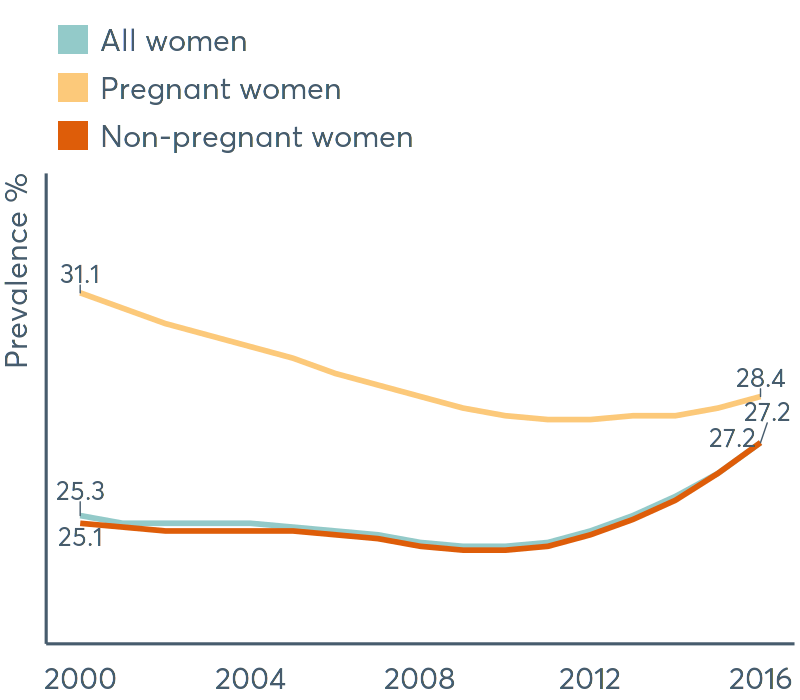 All women
Pregnant women
Non-pregnant women
Prevalence %
31.1
28.4
27.2
27.2
25.3
25.1
2000 2004 2008 2012 2016